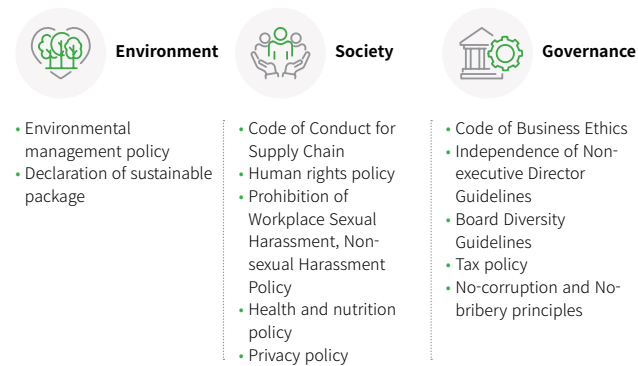 Environment
• Environmental
management policy
• Declaration of sustainable
package
Society
• Code of Conduct for
Supply Chain
• Human rights policy
• Prohibition of
Workplace Sexual
Harassment, Non-
sexual Harassment
Policy
• Health and nutrition
policy
• Privacy policy
Governance
• Code of Business Ethics
• Independence of Non-
executive Director
Guidelines
• Board Diversity
Guidelines
• Tax policy
• No-corruption and No-
bribery principles